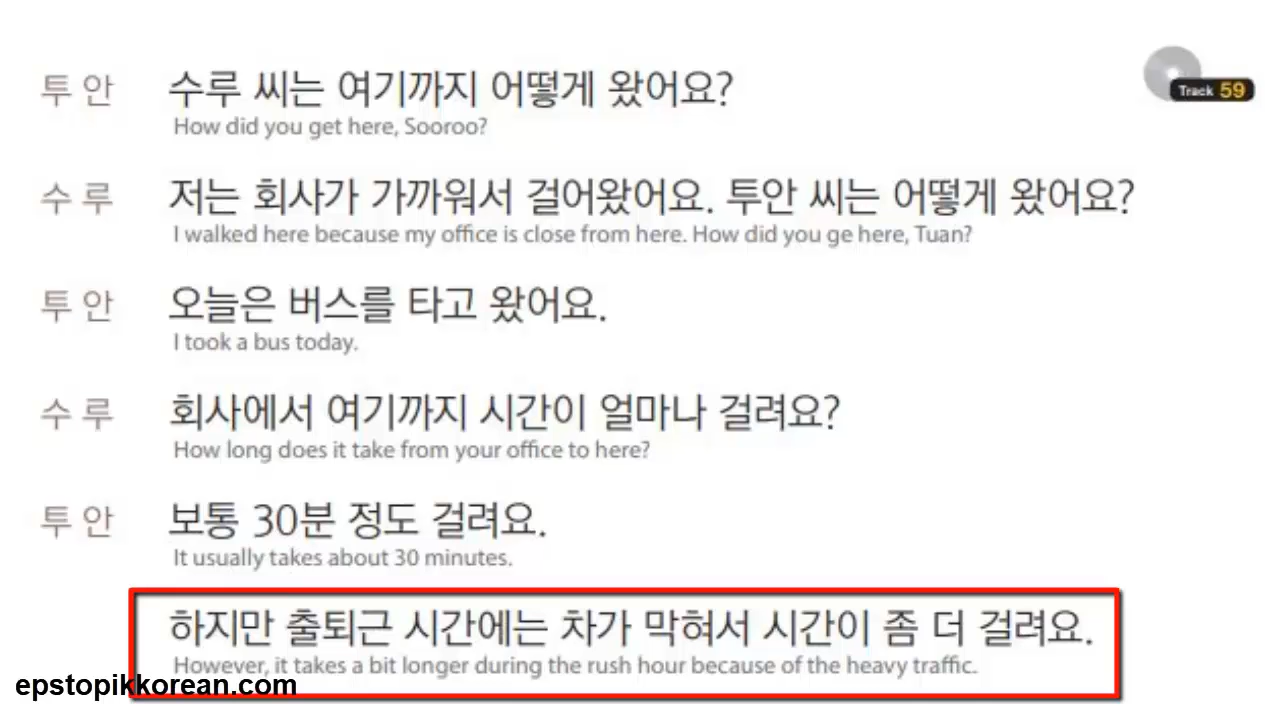 투 안 수루 씨는 여기까지 어떻게 왔어요?
How did you get here, Sooroo?
Track 59
수 루 저는 회사가 가까워서 걸어왔어요. 투안 씨는 어떻게 왔어요?
I walked here because my office is close from here. How did you ge here, Tuan?
투 안 오늘은 버스를 타고 왔어요.
I took a bus today.
수 루 회사에서 여기까지 시간이 얼마나 걸려요?
How long does it take from your office to here?
투 안 보통 30분 정도 걸려요.
It usually takes about 30 minutes.
하지만 출퇴근 시간에는 차가 막혀서 시간이 좀 더 걸려요.
However, it takes a bit longer during the rush hour because of the heavy traffic.
epstopikkorean.com